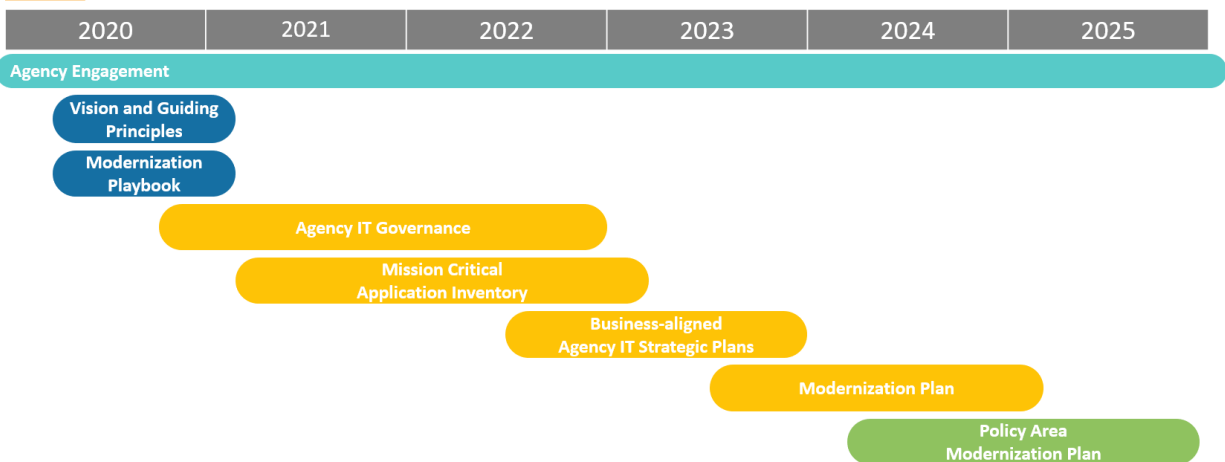 2020 2021 2022 2023 2024 2025
Agency Engagement
Vision and Guiding
Principles
Modernization
Playbook
Agency IT Governance
Mission Critical
Application Inventory
Business-aligned
Agency IT Strategic Plans
Modernization Plan
Policy Area
Modernization Plan